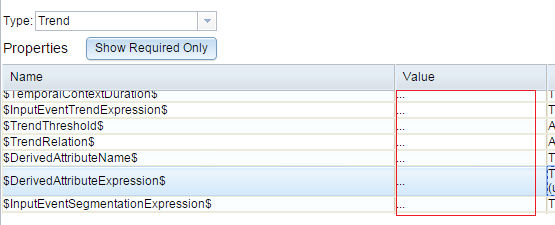 Type: Trend
Properties Show Required Only
Name Value
$TemporalContextDuration$ ... T
$InputEventTrendExpression$ ... T
$TrendThreshold$ ... A
$TrendRelation$ ... A
$DerivedAttributeName$ ... T
$DerivedAttributeExpression$ ... T
(u
$InputEventSegmentationExpression$ ... T